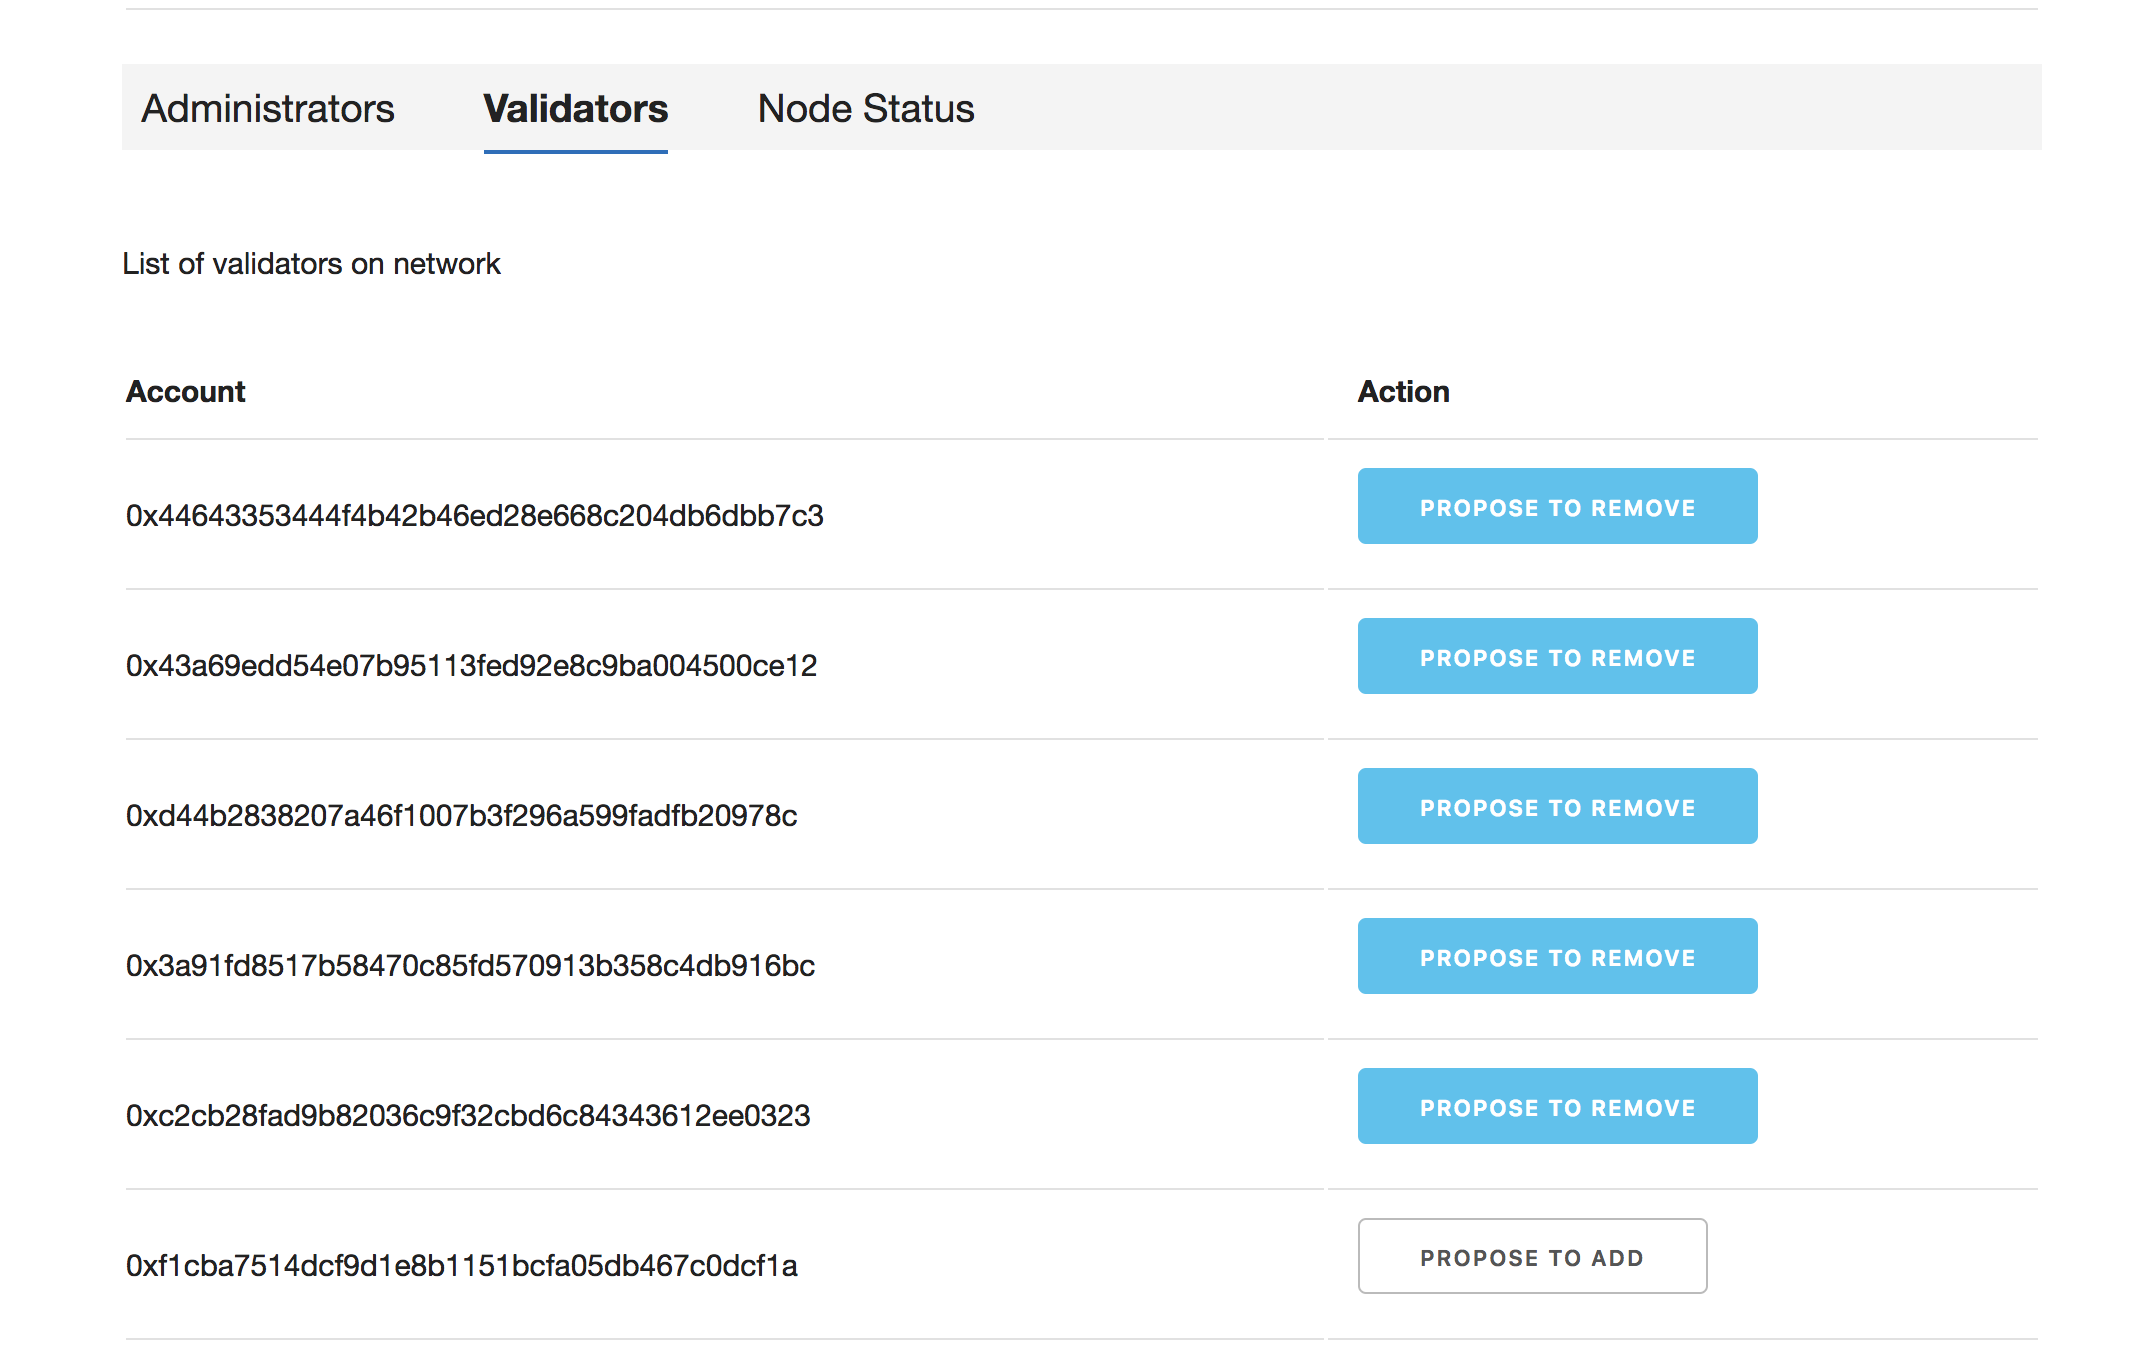 Administrators Validators Node Status
List of validators on network
Account Action
0x44643353444f4b42b46ed28e668c204db6dbb7c3 PROPOSE TO REMOVE
0x43a69edd54e07b95113fed92e8c9ba004500ce12 PROPOSE TO REMOVE
0xd44b2838207a46f1007b3f296a599fadfb20978c PROPOSE TO REMOVE
0x3a91fd8517b58470c85fd570913b358c4db916bc PROPOSE TO REMOVE
0xc2cb28fad9b82036c9f32cbd6c84343612ee0323 PROPOSE TO REMOVE
0xf1cba7514dcf9d1e8b1151bcfa05db467c0dcf1a PROPOSE TO ADD